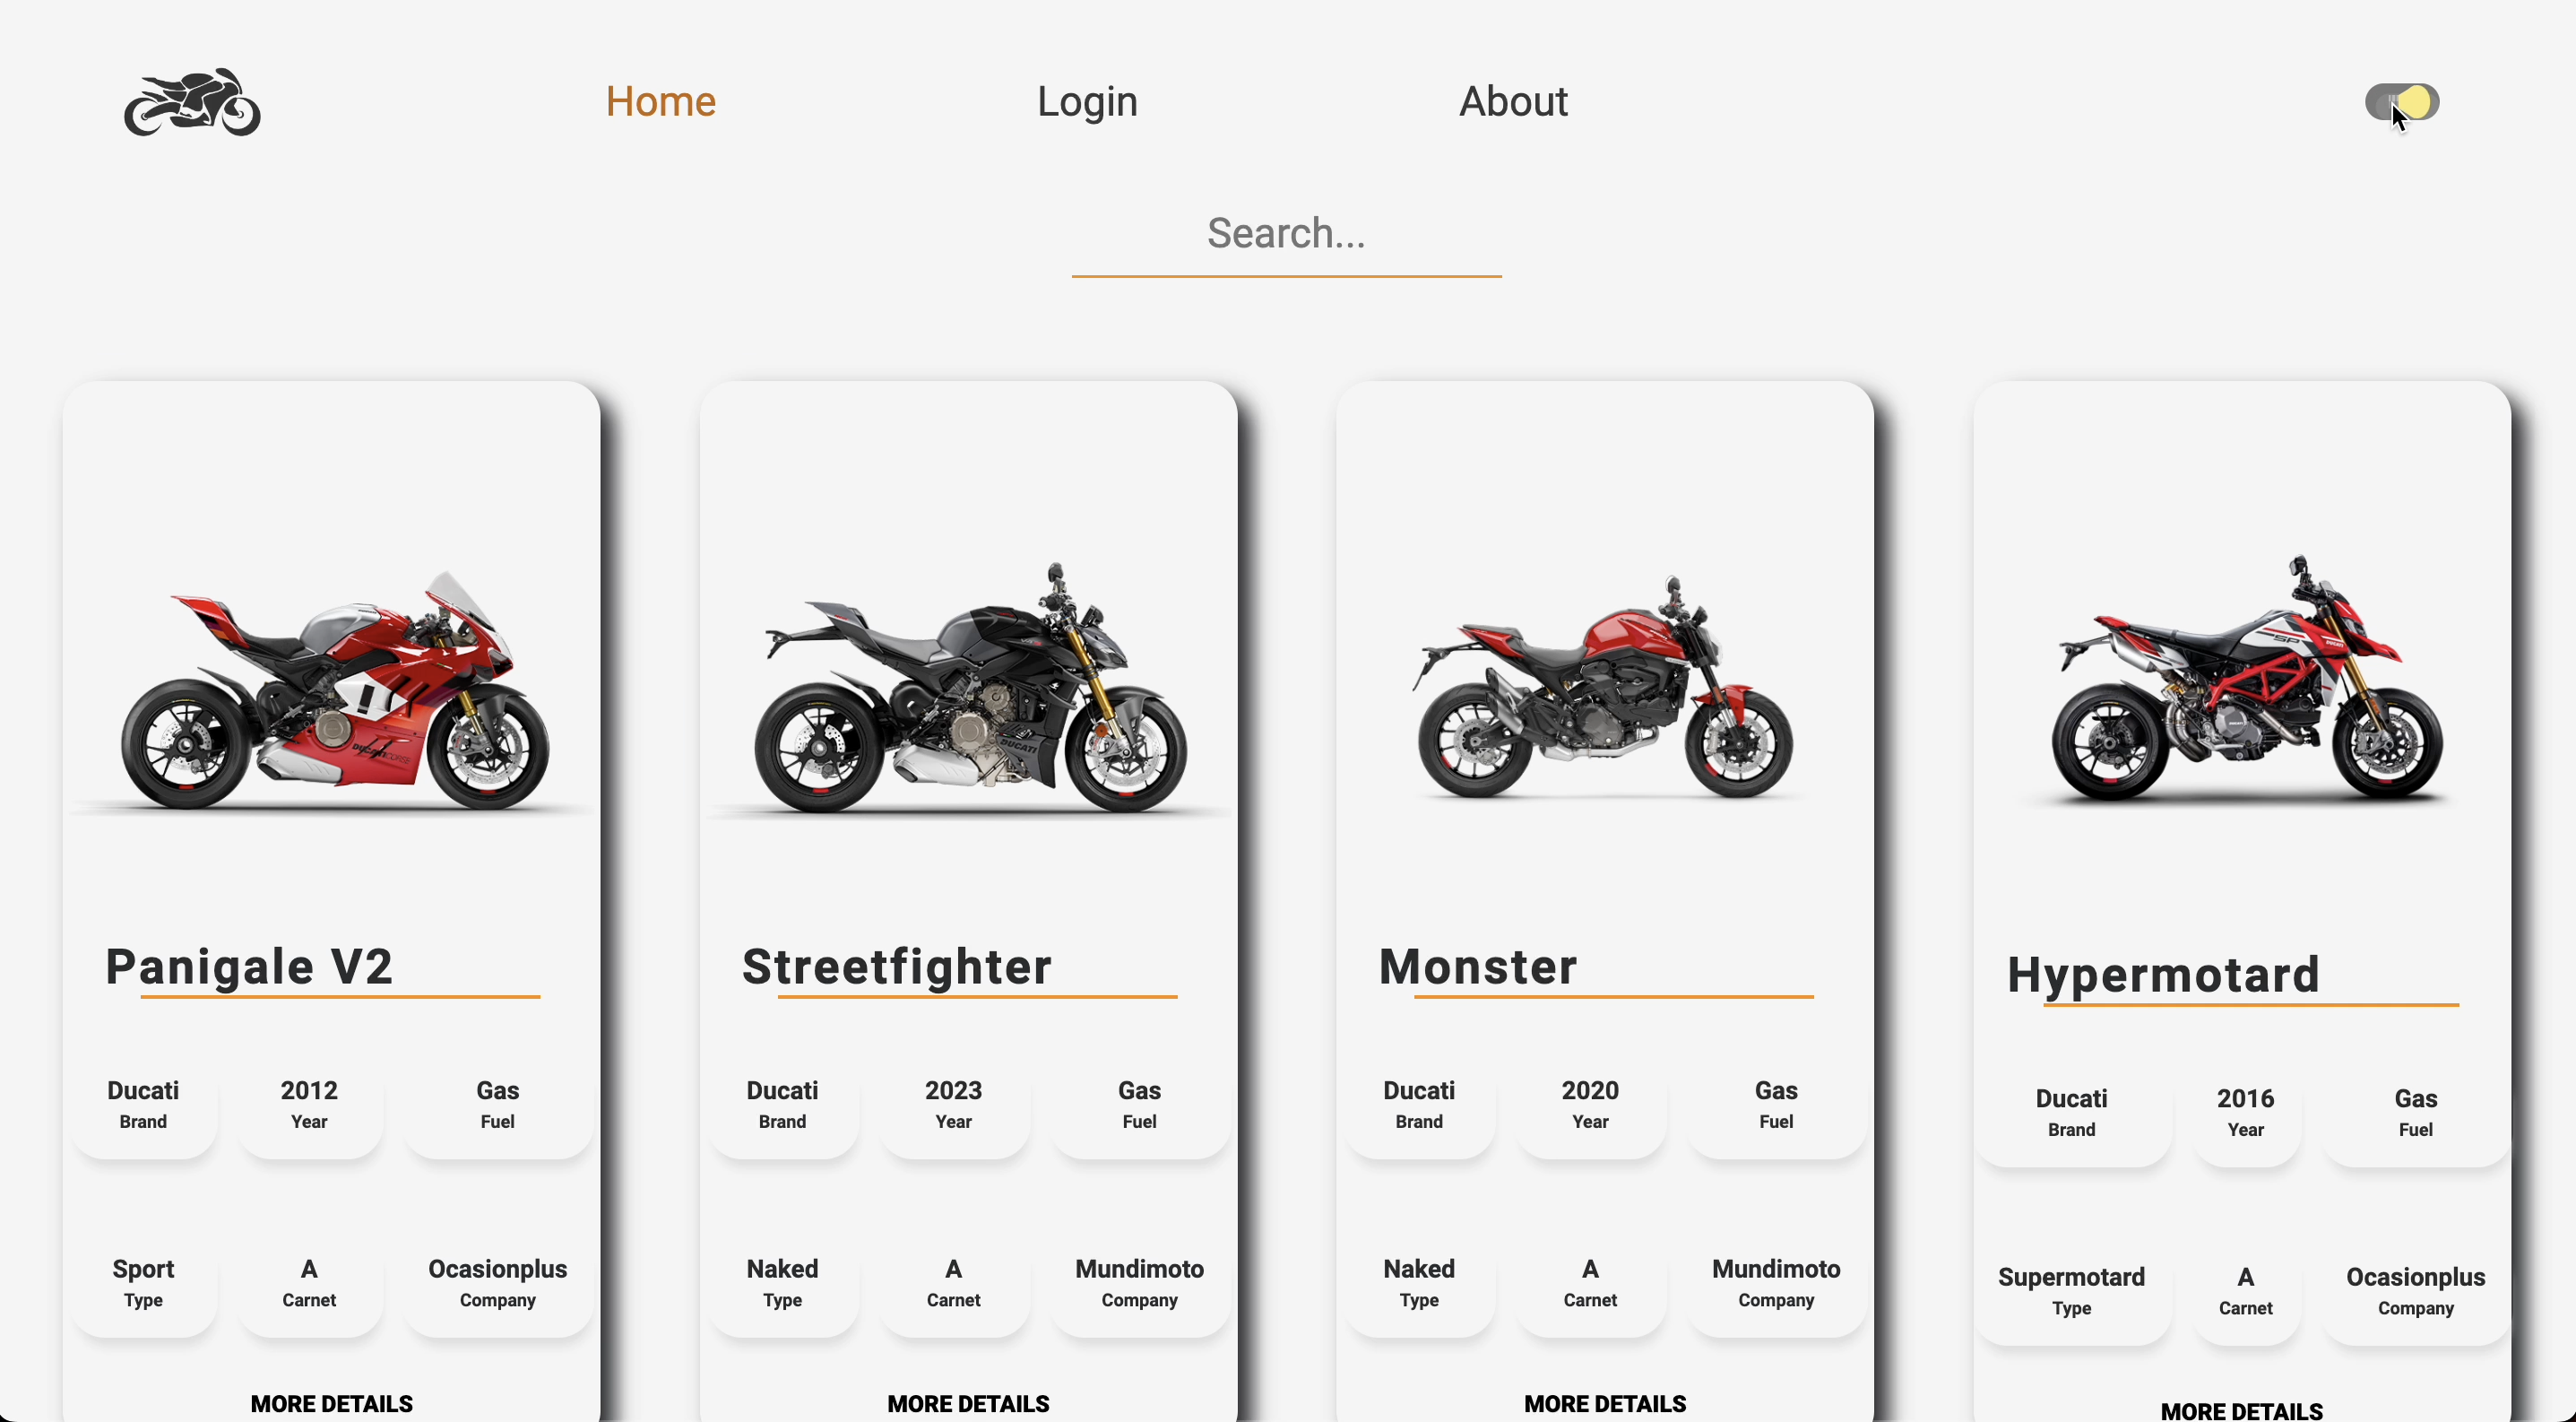 Home Login About
Search...
Panigale V2
Streetfighter
Monster
Hypermotard
Ducati 2012 Gas
Brand Year Fuel
Sport A Ocasionplus
Type Carnet Company
MORE DETAILS
Ducati 2023 Gas
Brand Year Fuel
Naked A Mundimoto
Type Carnet Company
MORE DETAILS
Ducati 2020 Gas
Brand Year Fuel
Naked A Mundimoto
Type Carnet Company
MORE DETAILS
Ducati 2016 Gas
Brand Year Fuel
Supermotard A Ocasionplus
Type Carnet Company
MORE DETAILS
DUCATI
SP